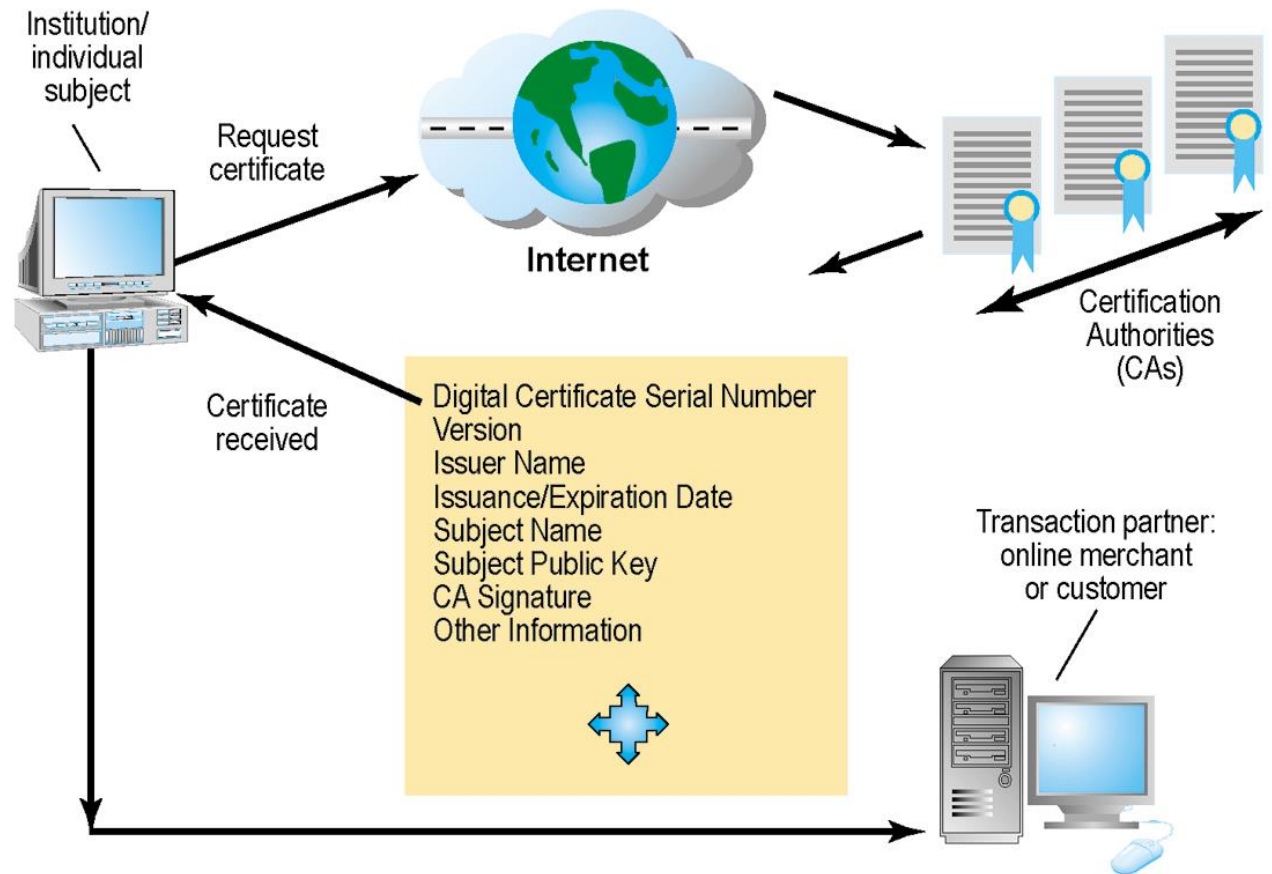 Institution/
individual
subject
Request
certificate
Internet
Certification
Authorities
(CAs)
Certificate
received
Digital Certificate Serial Number
Version
Issuer Name
Issuance/Expiration Date
Subject Name
Subject Public Key
CA Signature
Other Information
Transaction partner:
online merchant
or customer